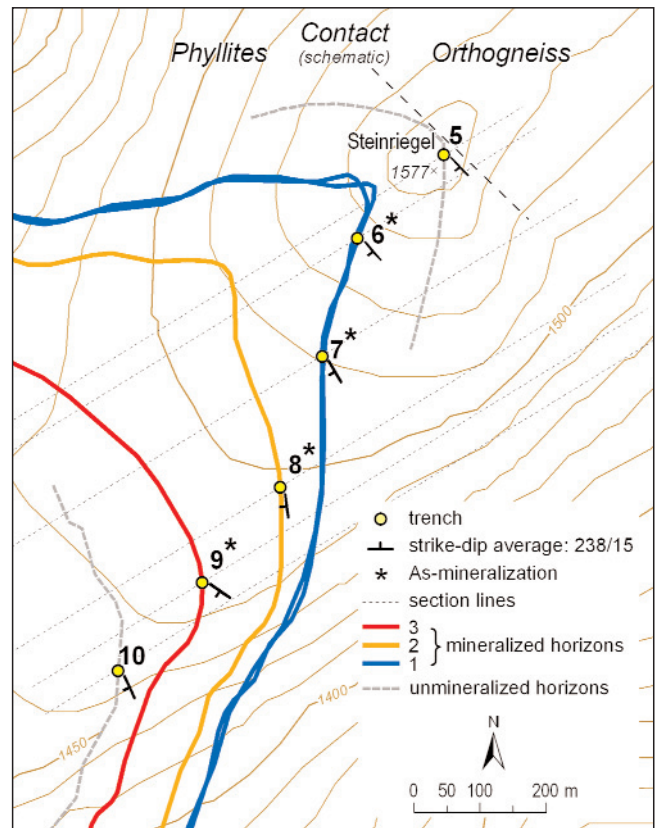 Phyllites
Contact
(schematic)
Orthogneiss
Steinriegel
5
1577
6*
7*
1500
8*
9*
10
1450
1400
trench
strike-dip average: 238/15
* As-mineralization
section lines
3
2 mineralized horizons
1
unmineralized horizons
N
0 50 100 200 m